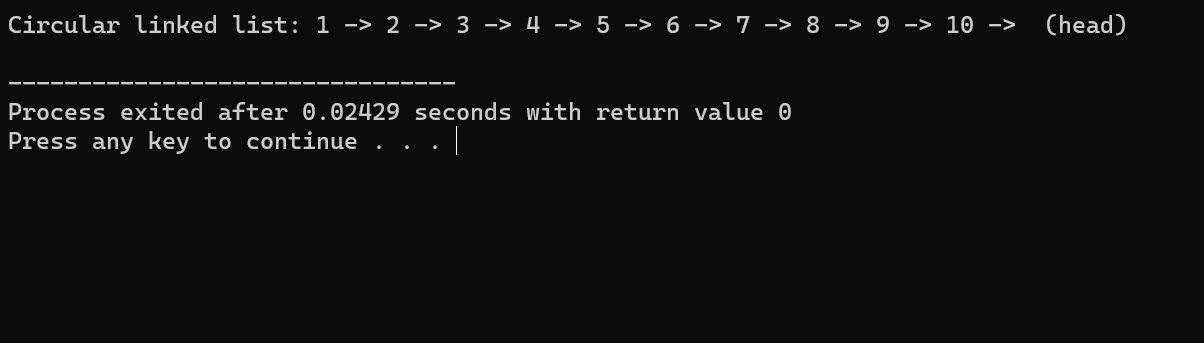 Circular linked list: 1 -> 2 -> 3 -> 4 -> 5 -> 6 -> 7 -> 8 -> 9 -> 10 ->  (head)
--------------------------------
Process exited after 0.02429 seconds with return value 0
Press any key to continue . . .